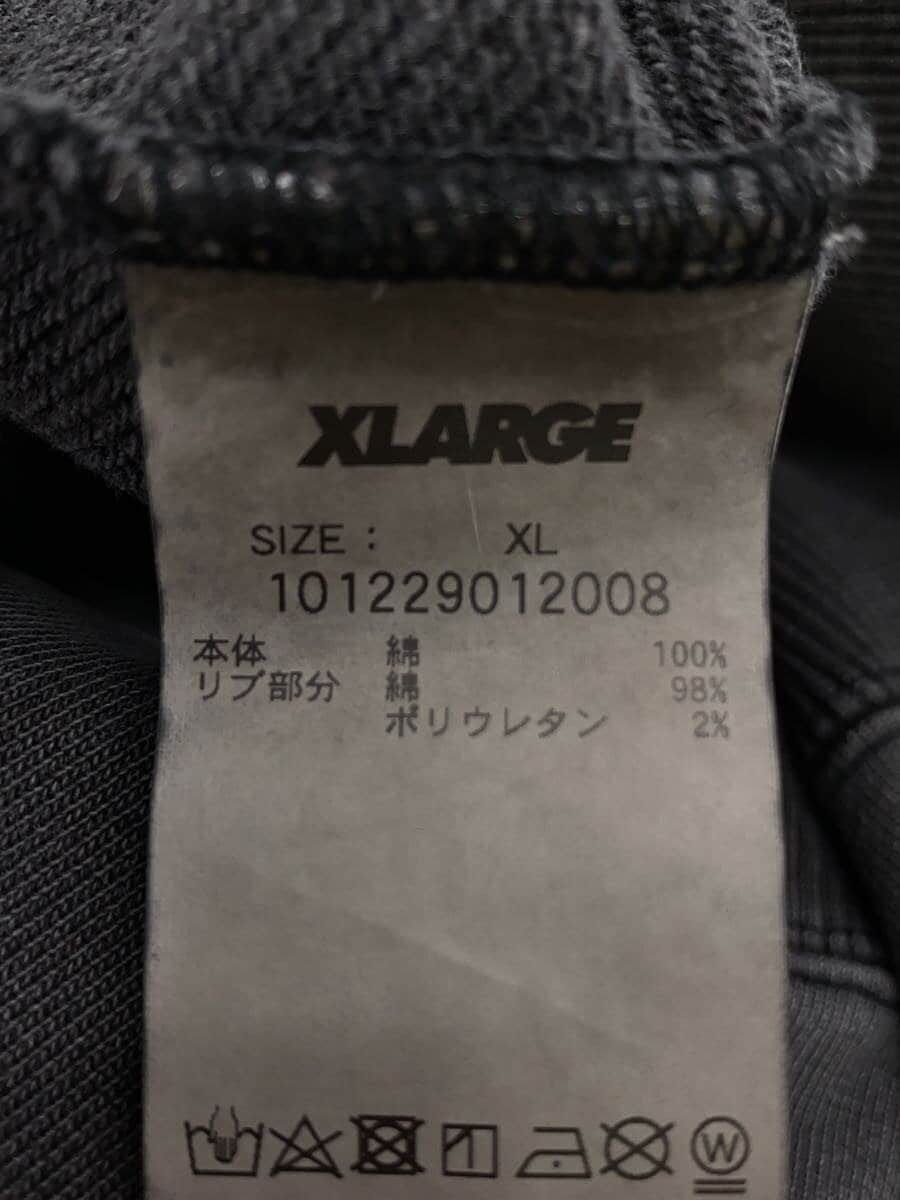 XLARGE
SIZE : XL
101229012008
本体 綿 100%
リブ部分 綿 98%
ポリウレタン 2%
W